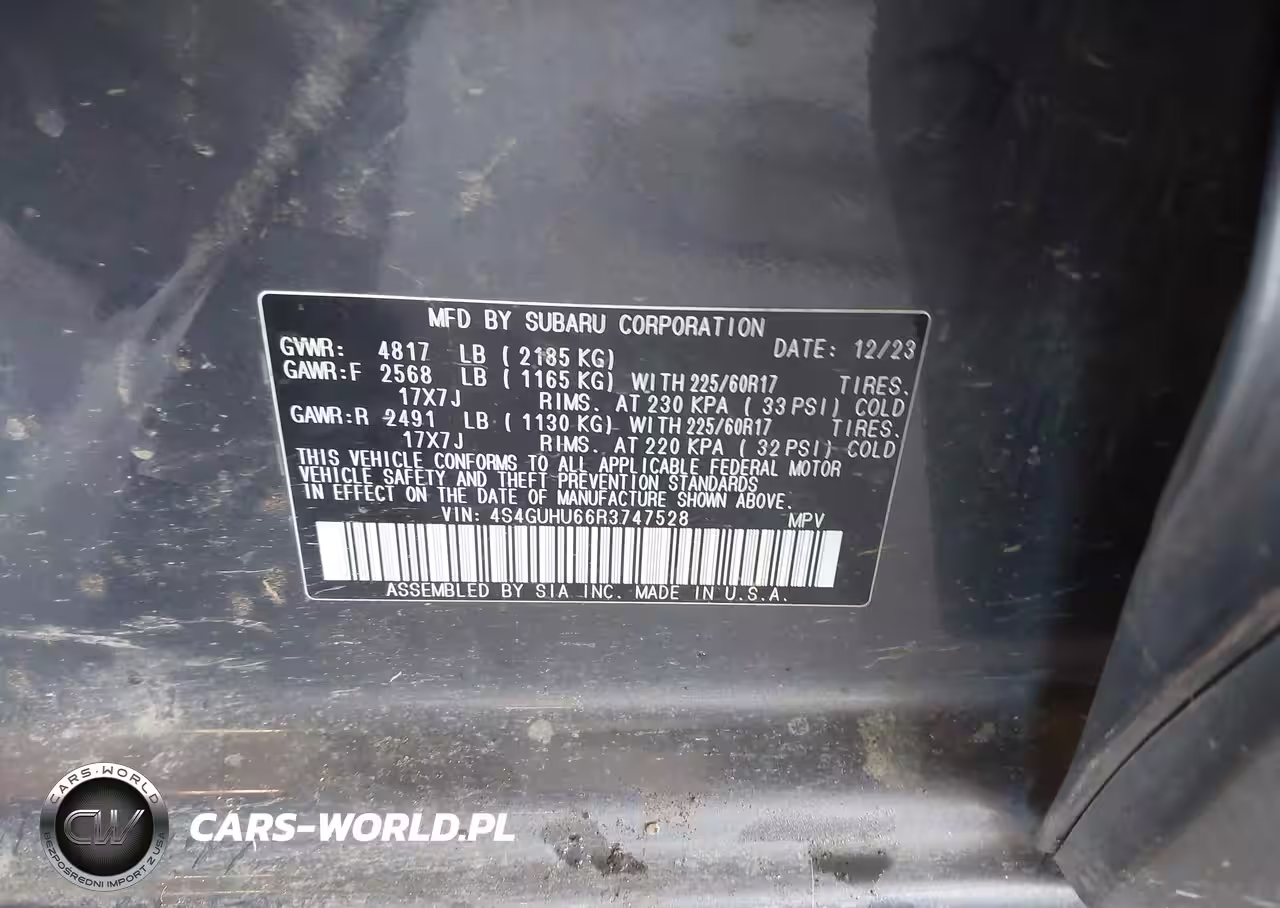 MFD BY SUBARU CORPORATION
GVWR: 4817 LB (2185 KG) DATE: 12/23
GAWR:F 2568 LB (1165 KG) WITH 225/60R17 TIRES.
17X7J RIMS. AT 230 KPA (33 PSI) COLD
GAWR:R 2491 LB (1130 KG) WITH 225/60R17 TIRES.
17X7J RIMS. AT 220 KPA (32 PSI) COLD
THIS VEHICLE CONFORMS TO ALL APPLICABLE FEDERAL MOTOR
VEHICLE SAFETY AND THEFT PREVENTION STANDARDS
IN EFFECT ON THE DATE OF MANUFACTURE SHOWN ABOVE.
VIN: 4S4GUHU66R3747528 MPV
ASSEMBLED BY SIA INC. MADE IN U.S.A.
CARS-WORLD
CW
BEZPOŚREDNI IMPORT Z USA
CARS-WORLD.PL